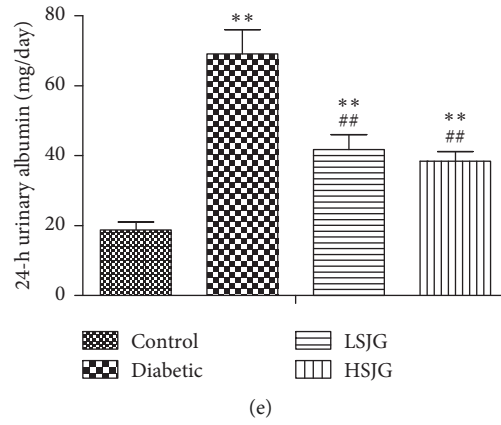 24-h urinary albumin (mg/day)
80
60
40
20
0
**
**
##
**
##
Control
Diabetic
LSJG
HSJG
(e)